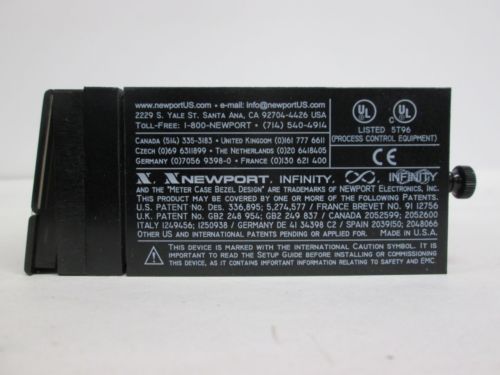 www.newportUS.com • e-mail: info@newportUS.com
2229 S. Yale St. Santa Ana, CA 92704-4426 USA
Toll-Free: 1-800-NEWPORT • (714) 540-4914
Canada (514) 335-3183 • United Kingdom (0)161 777 6611
Czech (0)69 6311899 • The Netherlands (0)20 6418405
Germany (0)7056 9398-0 • France (0)130 621 400
UL UL
LISTED 5T96
(PROCESS CONTROL EQUIPMENT)
CE
X, XNEWPORT, INFINITY, INFINITY
and the "Meter Case Bezel Design" are trademarks of NEWPORT Electronics, Inc.
This product may be covered by one or more of the following Patents.
U.S. Patent Nos. Des. 336,895; 5,274,577 / France Brevet No. 91 12756
U.K. Patent No. GB2 248 954; GB2 249 837 / Canada 2052599; 2052600
Italy 1249456; 1250938 / Germany DE 41 34398 C2 / Spain 2039150; 2048066
Other US and International patents pending. Made in U.S.A.
This device is marked with the international Caution symbol. It is
important to read the Setup Guide before installing or commissioning
this device, as it contains important information relating to safety and EMC.